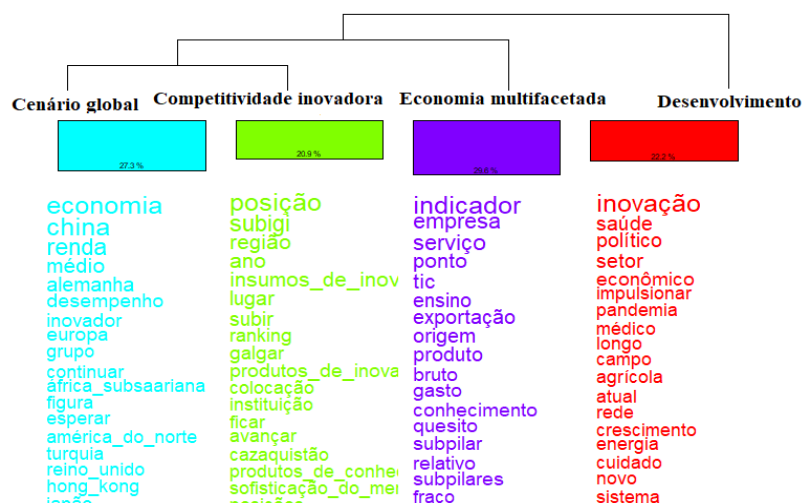 Cenário global
Competitividade inovadora
Economia multifacetada
Desenvolvimento
27.3 %
20.9 %
29.6 %
22.2 %
economia
china
renda
médio
alemanha
desempenho
inovador
europa
grupo
continuar
áfrica_subsaariana
figura
esperar
américa_do_norte
turquia
reino_unido
hong_kong
japão
posição
subigi
região
ano
insumos_de_inov
lugar
subir
ranking
galgar
produtos_de_inova
colocação
instituição
ficar
avançar
cazaquistão
produtos_de_conhe
sofisticação_do_mer
posições
indicador
empresa
serviço
ponto
tic
ensino
exportação
origem
produto
bruto
gasto
conhecimento
quesito
subpilar
relativo
subpilares
fraco
inovação
saúde
político
setor
econômico
impulsionar
pandemia
médico
longo
campo
agrícola
atual
rede
crescimento
energia
cuidado
novo
sistema